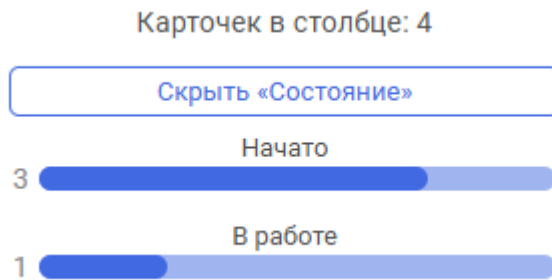 Карточек в столбце: 4
Скрыть «Состояние»
Начато
3
В работе
1